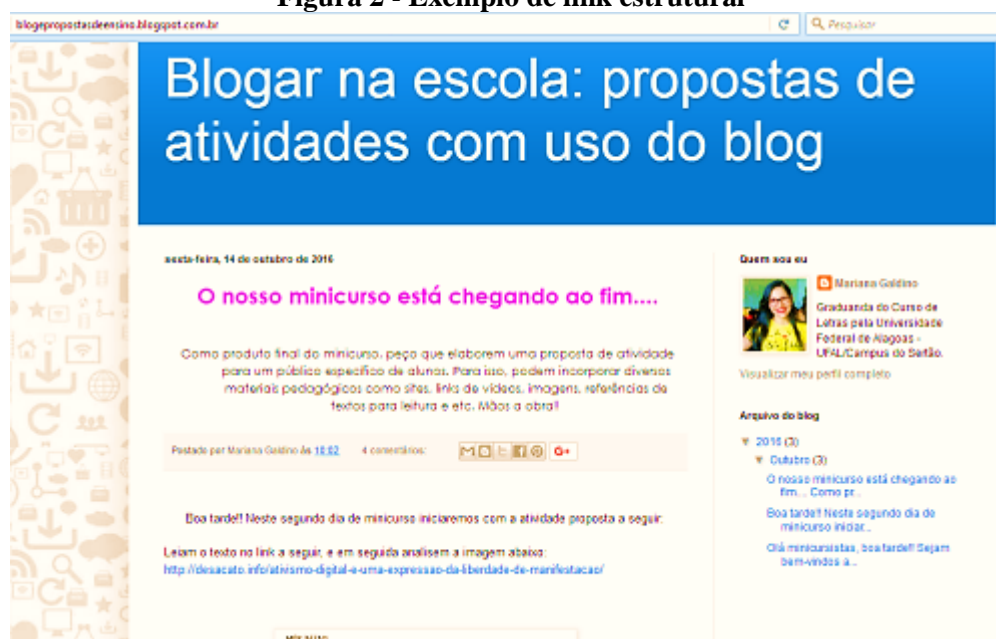 Figura 2 - Exemplo de link estrutural
blogepropostasdeensino.blogspot.com.br
Pesquisar
Blogar na escola: propostas de
atividades com uso do blog
sexta-feira, 14 de outubro de 2016
O nosso minicurso está chegando ao fim....
Como produto final do minicurso, peço que elaborem uma proposta de atividade
para um público específico de alunos. Para isso, podem incorporar diversos
materiais pedagógicos como sites, links de vídeos, imagens, referências de
textos para leitura e etc. Mãos a obra!!
Postado por Mariana Galdino às 18:02 4 comentários:
G+
Boa tarde!! Neste segundo dia de minicurso iniciaremos com a atividade proposta a seguir:
Leiam o texto no link a seguir, e em seguida analisem a imagem abaixo:
http://desacato.info/ativismo-digital-e-uma-expressao-da-liberdade-de-manifestacao/
Quem sou eu
Mariana Galdino
Graduanda do Curso de
Letras pela Universidade
Federal de Alagoas -
UFAL/Campus do Sertão.
Visualizar meu perfil completo
Arquivo do blog
▼ 2016 (3)
▼ Outubro (3)
O nosso minicurso está chegando ao
fim.... Como pr...
Boa tarde!! Neste segundo dia de
minicurso iniciar...
Olá minicursistas, boa tarde!! Sejam
bem-vindos a...